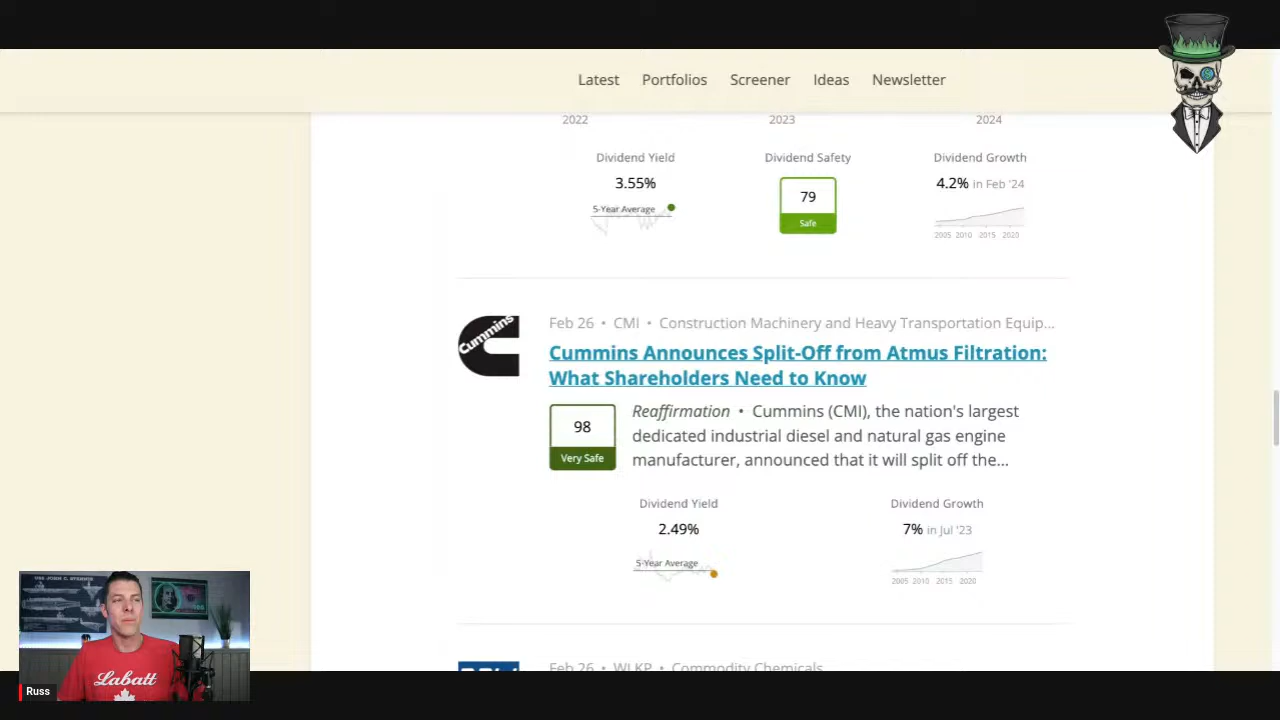 Latest Portfolios Screener Ideas Newsletter
2022 2023 2024
Dividend Yield Dividend Safety Dividend Growth
3.55% 79 4.2% in Feb '24
5-Year Average Safe
2005 2010 2015 2020
Cummins
Feb 26 • CMI • Construction Machinery and Heavy Transportation Equip...
Cummins Announces Split-Off from Atmus Filtration:
What Shareholders Need to Know
98
Very Safe
Reaffirmation • Cummins (CMI), the nation's largest
dedicated industrial diesel and natural gas engine
manufacturer, announced that it will split off the...
Dividend Yield Dividend Growth
2.49% 7% in Jul '23
5-Year Average
2005 2010 2015 2020
Feb 26 • WLKP • Commodity Chemicals
Labatt
Russ